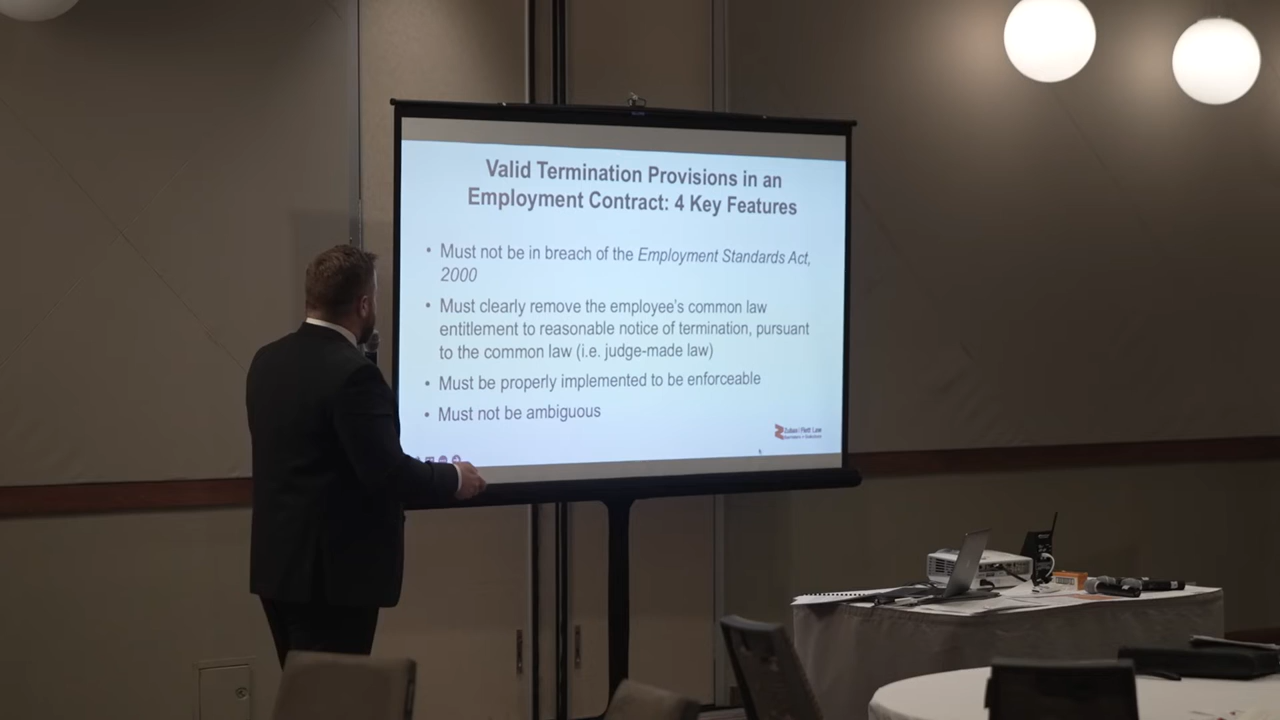 Valid Termination Provisions in an
Employment Contract: 4 Key Features
• Must not be in breach of the Employment Standards Act,
2000
• Must clearly remove the employee's common law
entitlement to reasonable notice of termination, pursuant
to the common law (i.e. judge-made law)
• Must be properly implemented to be enforceable
• Must not be ambiguous
Law